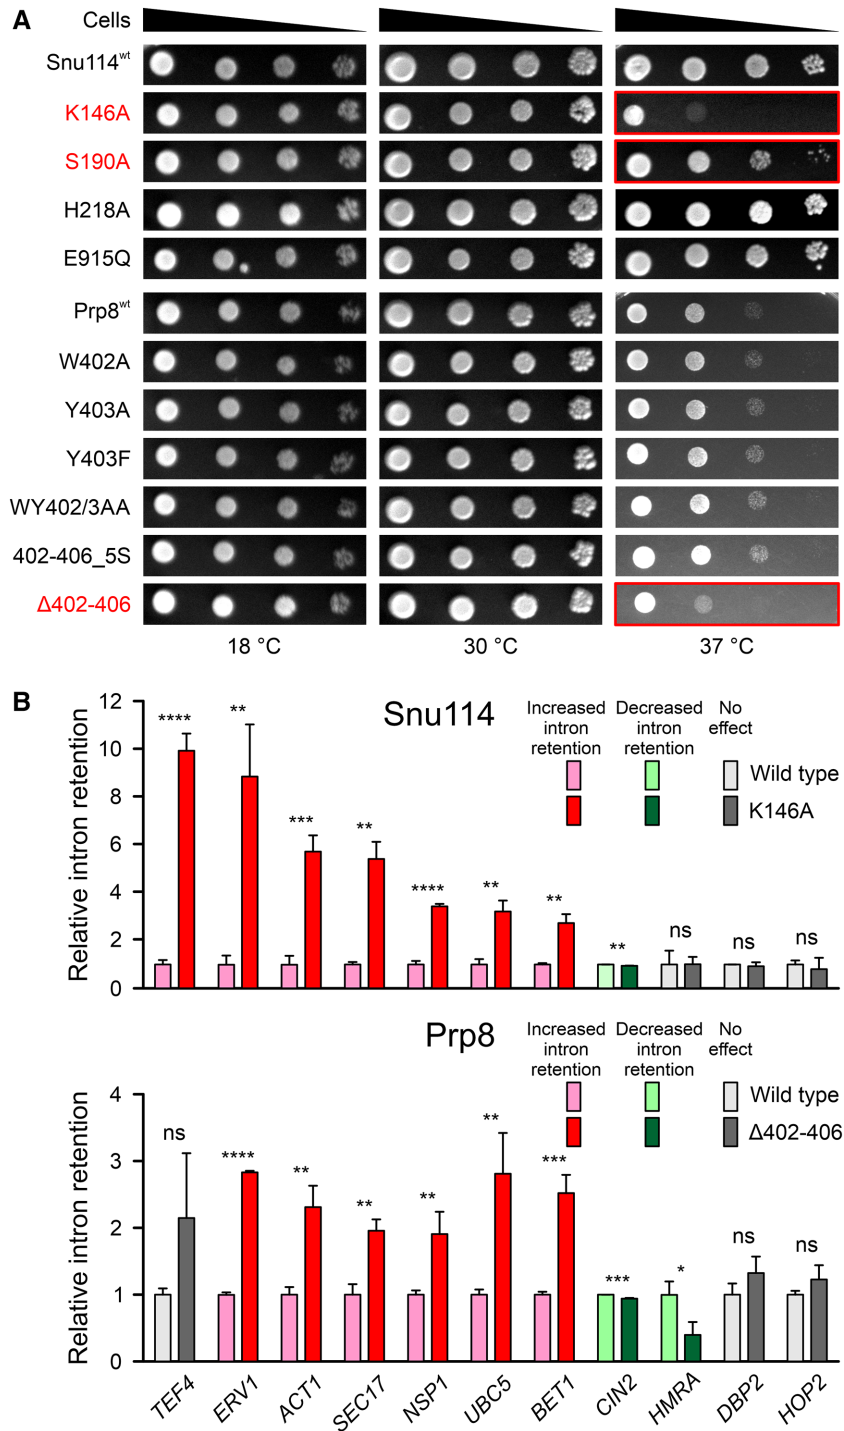 A
Cells
Snu114wt
K146A
S190A
H218A
E915Q
Prp8wt
W402A
Y403A
Y403F
WY402/3AA
402-406_5S
Δ402-406
18 °C
30 °C
37 °C
B
Snu114
Increased intron retention
Decreased intron retention
No effect
Wild type
K146A
Relative intron retention
12
10
8
6
4
2
0
****
**
***
**
****
**
**
**
ns
ns
ns
Prp8
Increased intron retention
Decreased intron retention
No effect
Wild type
Δ402-406
Relative intron retention
4
3
2
1
0
ns
****
**
**
**
**
***
***
*
ns
ns
TEF4
ERV1
ACT1
SEC17
NSP1
UBC5
BET1
CIN2
HMRA
DBP2
HOP2